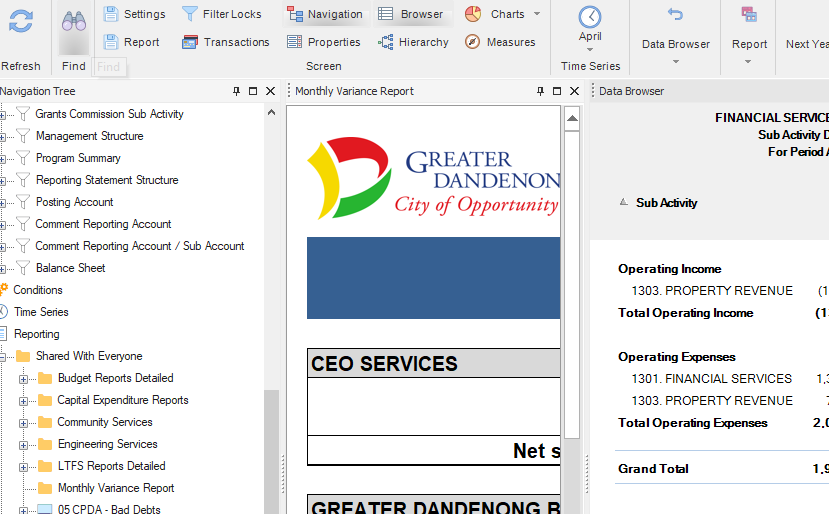 Settings
Filter Locks
Navigation
Browser
Charts
Report
Transactions
Properties
Hierarchy
Measures
April
Data Browser
Report
Next Yea
Refresh
Find
Find
Screen
Time Series
Navigation Tree
Grants Commission Sub Activity
Management Structure
Program Summary
Reporting Statement Structure
Posting Account
Comment Reporting Account
Comment Reporting Account / Sub Account
Balance Sheet
Conditions
Time Series
Reporting
Shared With Everyone
Budget Reports Detailed
Capital Expenditure Reports
Community Services
Engineering Services
LTFS Reports Detailed
Monthly Variance Report
05 CPDA - Bad Debts
Monthly Variance Report
GREATER
DANDENON
City of Opportunity
CEO SERVICES
Net s
GREATER DANDENONG B
Data Browser
FINANCIAL SERVICE
Sub Activity D
For Period A
Sub Activity
Operating Income
1303. PROPERTY REVENUE (1
Total Operating Income (1
Operating Expenses
1301. FINANCIAL SERVICES 1,3
1303. PROPERTY REVENUE 7
Total Operating Expenses 2,0
Grand Total 1,9